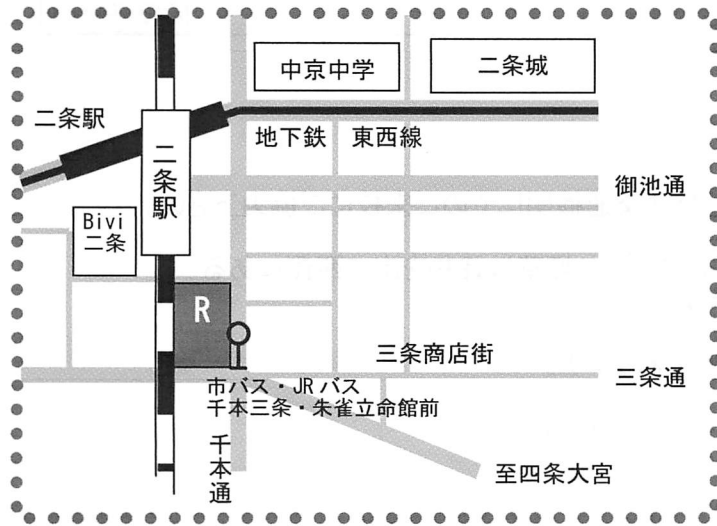 中京中学
二条城
二条駅
地下鉄 東西線
二条駅
御池通
Bivi
二条
R
三条商店街
三条通
市バス・JRバス
千本三条・朱雀立命館前
千本通
至四条大宮